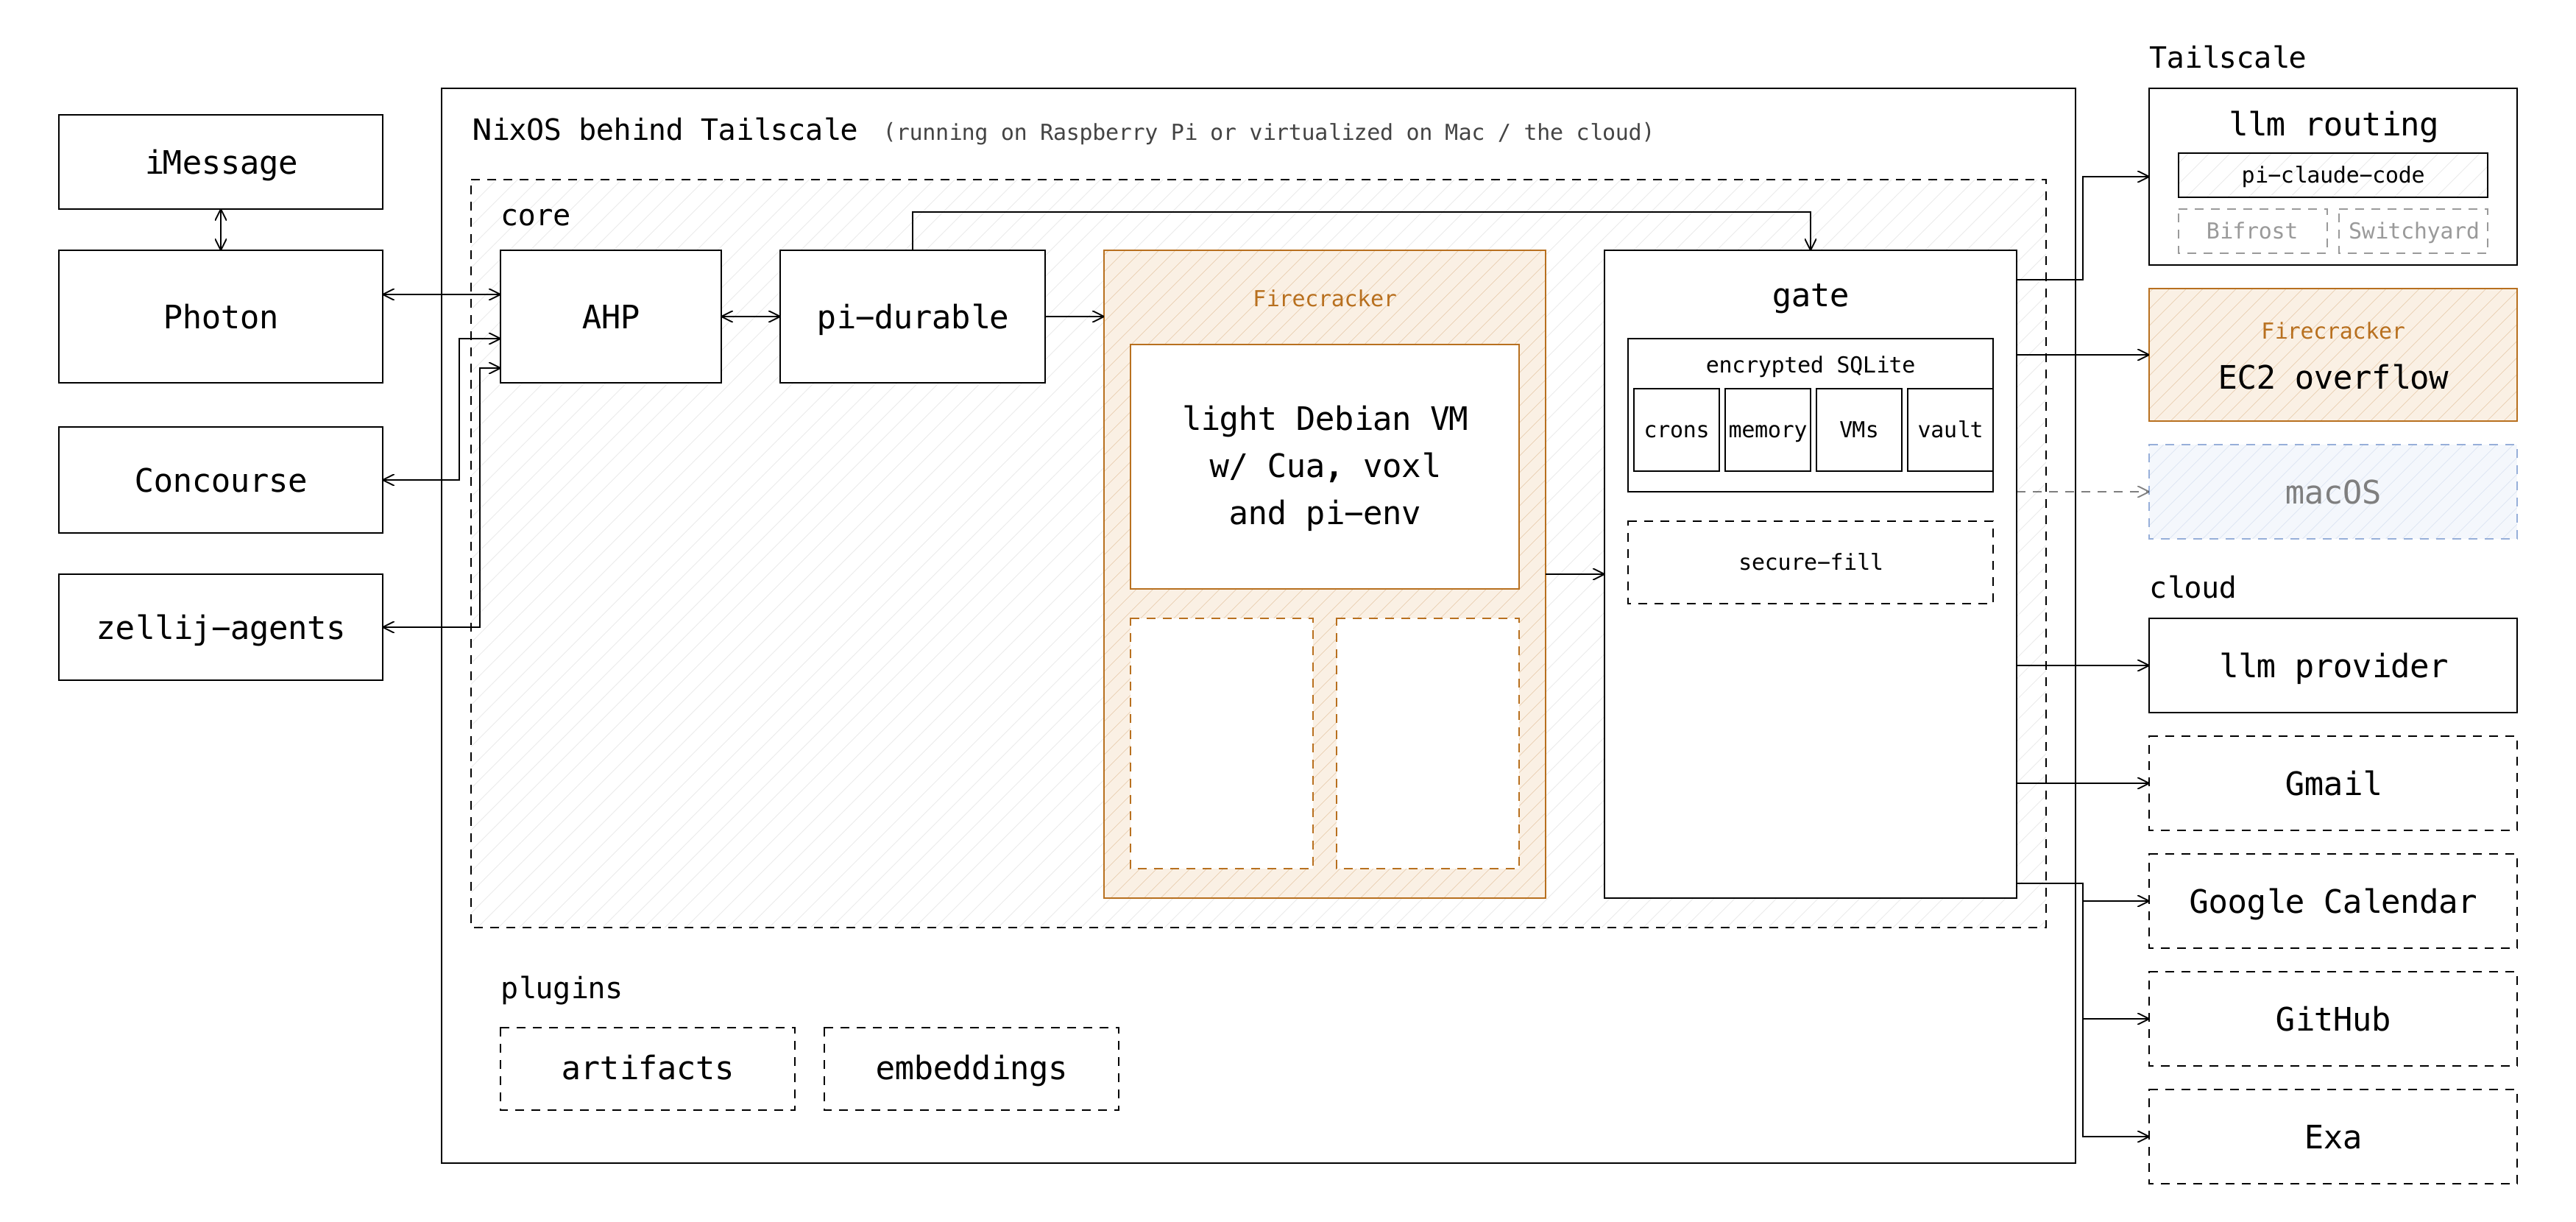 Tailscale
NixOS behind Tailscale (running on Raspberry Pi or virtualized on Mac / the cloud)
iMessage
Photon
Concourse
zellij-agents
core
AHP
pi-durable
Firecracker
light Debian VM
w/ Cua, voxl
and pi-env
gate
encrypted SQLite
crons
memory
VMs
vault
secure-fill
plugins
artifacts
embeddings
llm routing
pi-claude-code
Bifrost
Switchyard
Firecracker
EC2 overflow
macOS
cloud
llm provider
Gmail
Google Calendar
GitHub
Exa